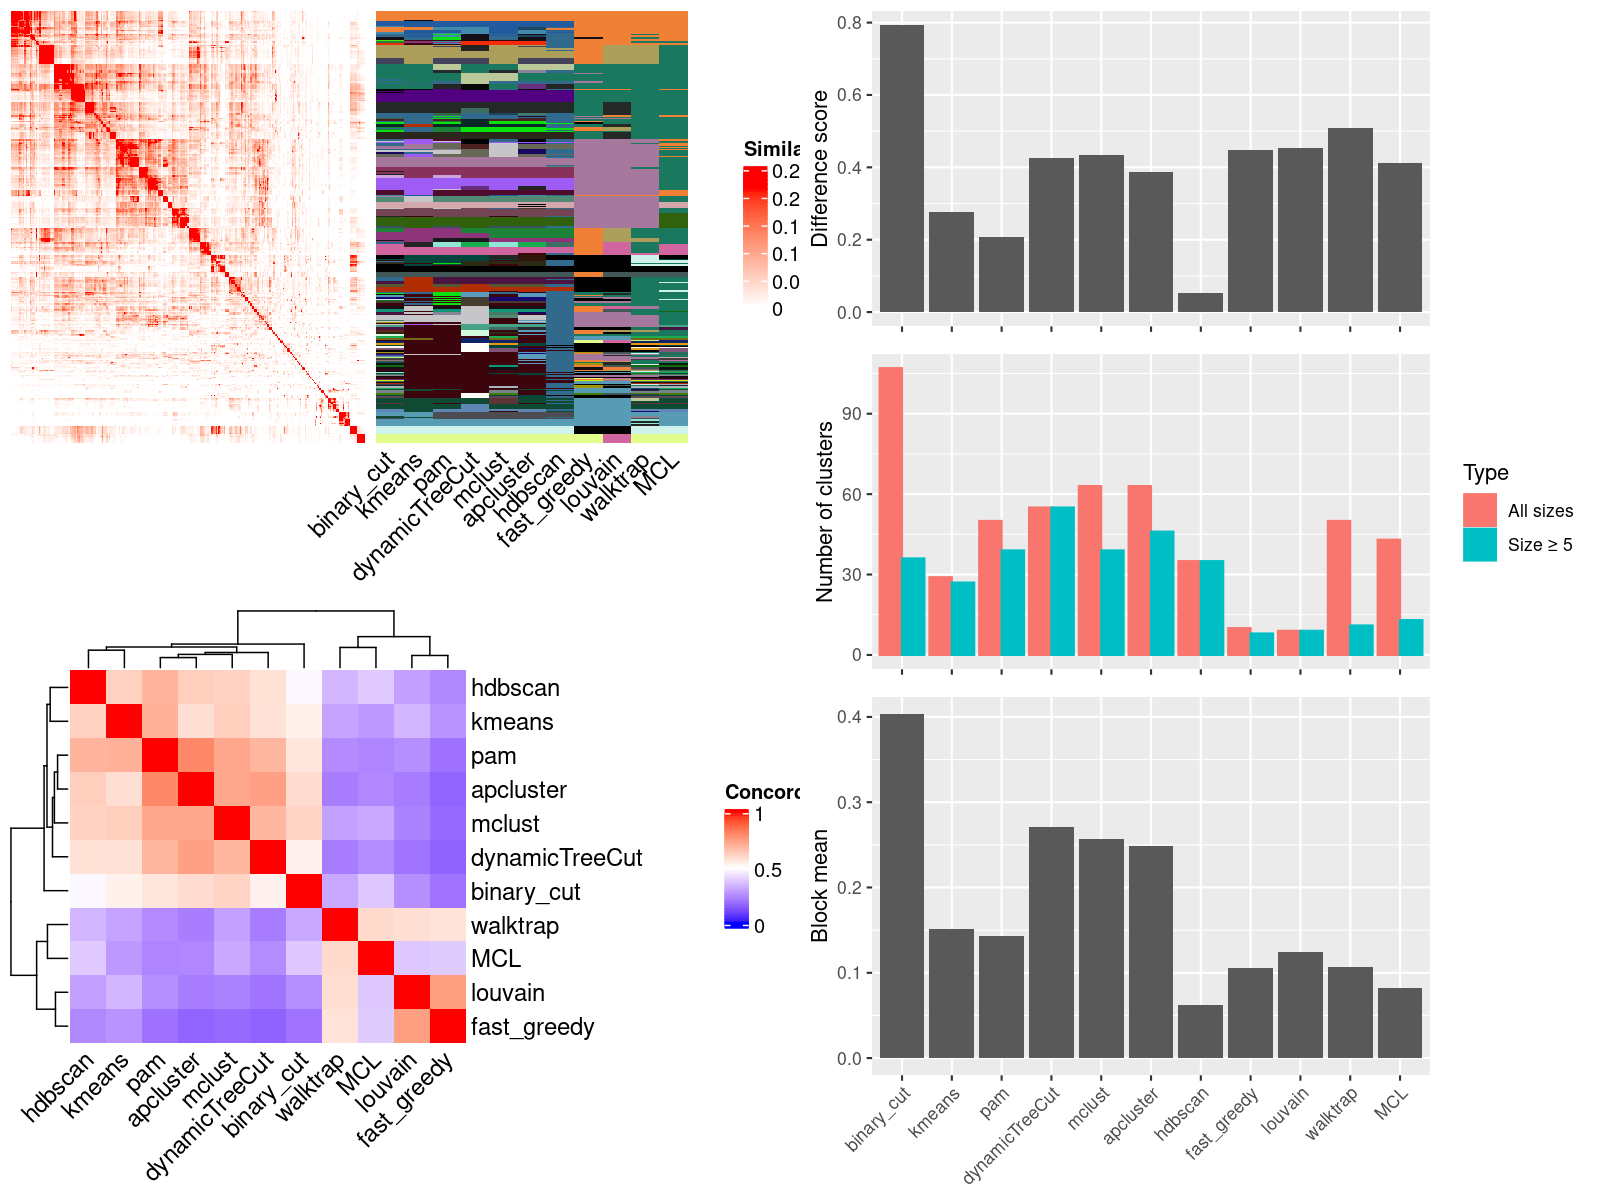 Simila
0.2
0.2
0.1
0.1
0.0
0
binary_cut
kmeans
pam
dynamicTreeCut
mclust
apcluster
hdbscan
fast_greedy
louvain
walktrap
MCL
hdbscan
kmeans
pam
apcluster
mclust
dynamicTreeCut
binary_cut
walktrap
MCL
louvain
fast_greedy
hdbscan
kmeans
pam
apcluster
mclust
dynamicTreeCut
binary_cut
walktrap
MCL
louvain
fast_greedy
Concord
1
0.5
0
Difference score
0.8
0.6
0.4
0.2
0.0
Number of clusters
90
60
30
0
Type
All sizes
Size ≥ 5
Block mean
0.4
0.3
0.2
0.1
0.0
binary_cut
kmeans
pam
dynamicTreeCut
mclust
apcluster
hdbscan
fast_greedy
louvain
walktrap
MCL